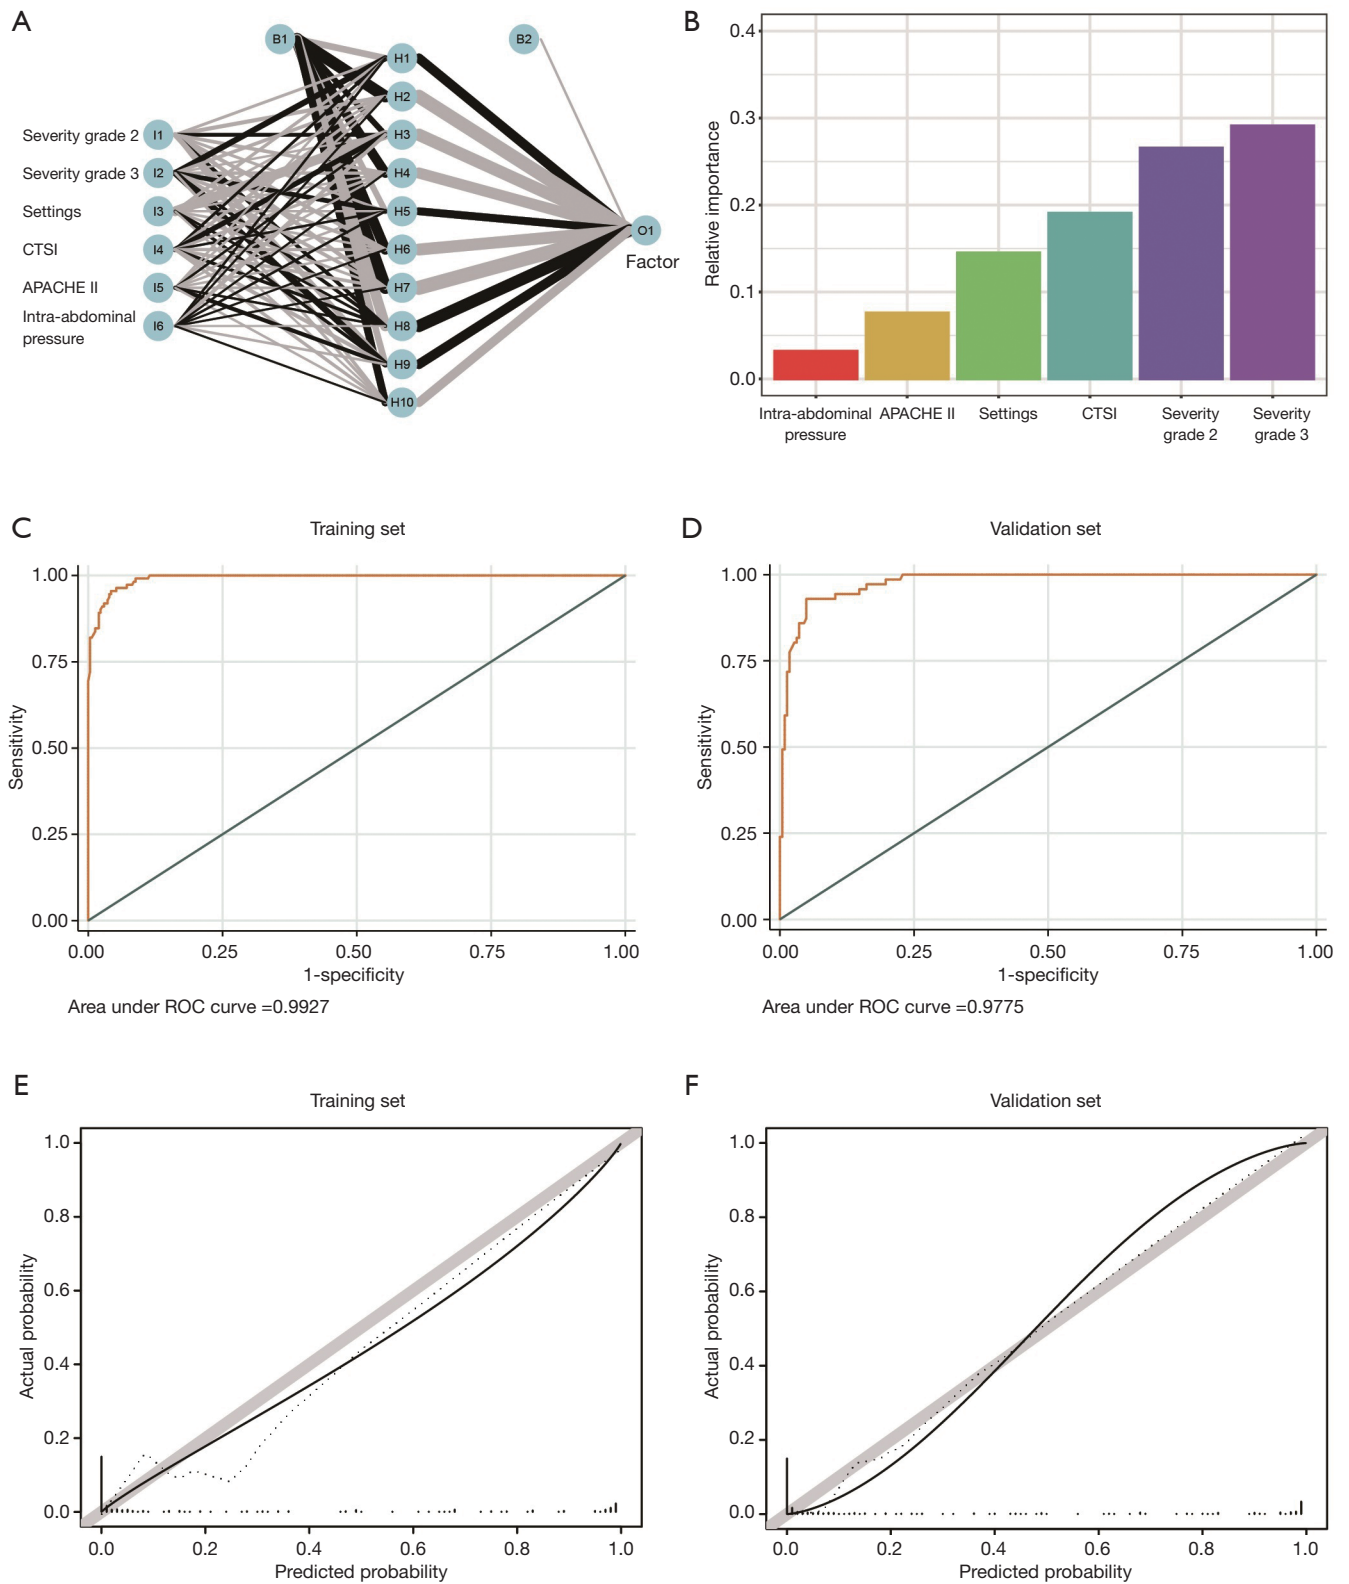 A
B1
B2
H1
H2
H3
H4
H5
H6
H7
H8
H9
H10
Severity grade 2 I1
Severity grade 3 I2
Settings I3
CTSI I4
APACHE II I5
Intra-abdominal
pressure I6
O1
Factor
B
Relative importance
0.4
0.3
0.2
0.1
0.0
Intra-abdominal
pressure
APACHE II
Settings
CTSI
Severity
grade 2
Severity
grade 3
C
Training set
Sensitivity
1.00
0.75
0.50
0.25
0.00
0.00 0.25 0.50 0.75 1.00
1-specificity
Area under ROC curve =0.9927
D
Validation set
Sensitivity
1.00
0.75
0.50
0.25
0.00
0.00 0.25 0.50 0.75 1.00
1-specificity
Area under ROC curve =0.9775
E
Training set
Actual probability
1.0
0.8
0.6
0.4
0.2
0.0
0.0 0.2 0.4 0.6 0.8 1.0
Predicted probability
F
Validation set
Actual probability
1.0
0.8
0.6
0.4
0.2
0.0
0.0 0.2 0.4 0.6 0.8 1.0
Predicted probability